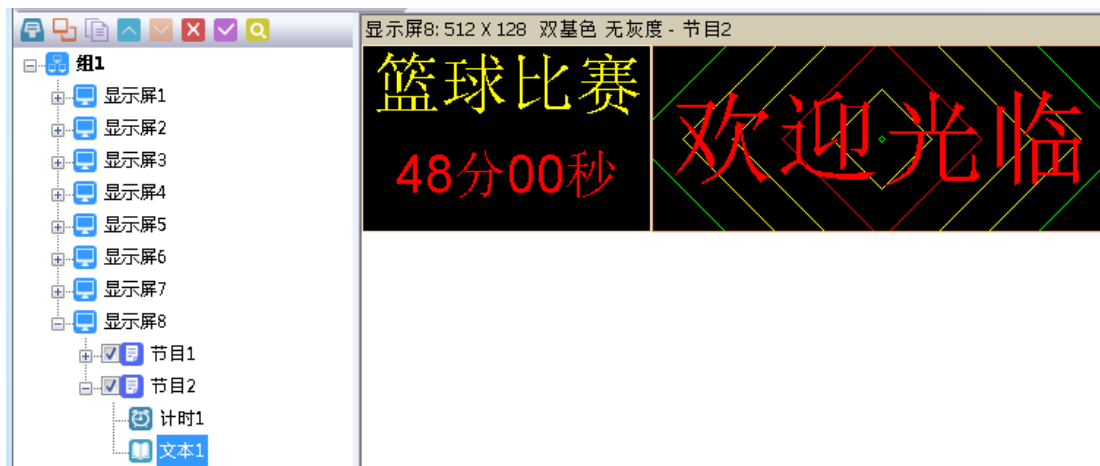 组1
显示屏1
显示屏2
显示屏3
显示屏4
显示屏5
显示屏6
显示屏7
显示屏8
节目1
节目2
计时1
文本1
显示屏8: 512 X 128 双基色 无灰度 - 节目2
篮球比赛
48分00秒
欢迎光临